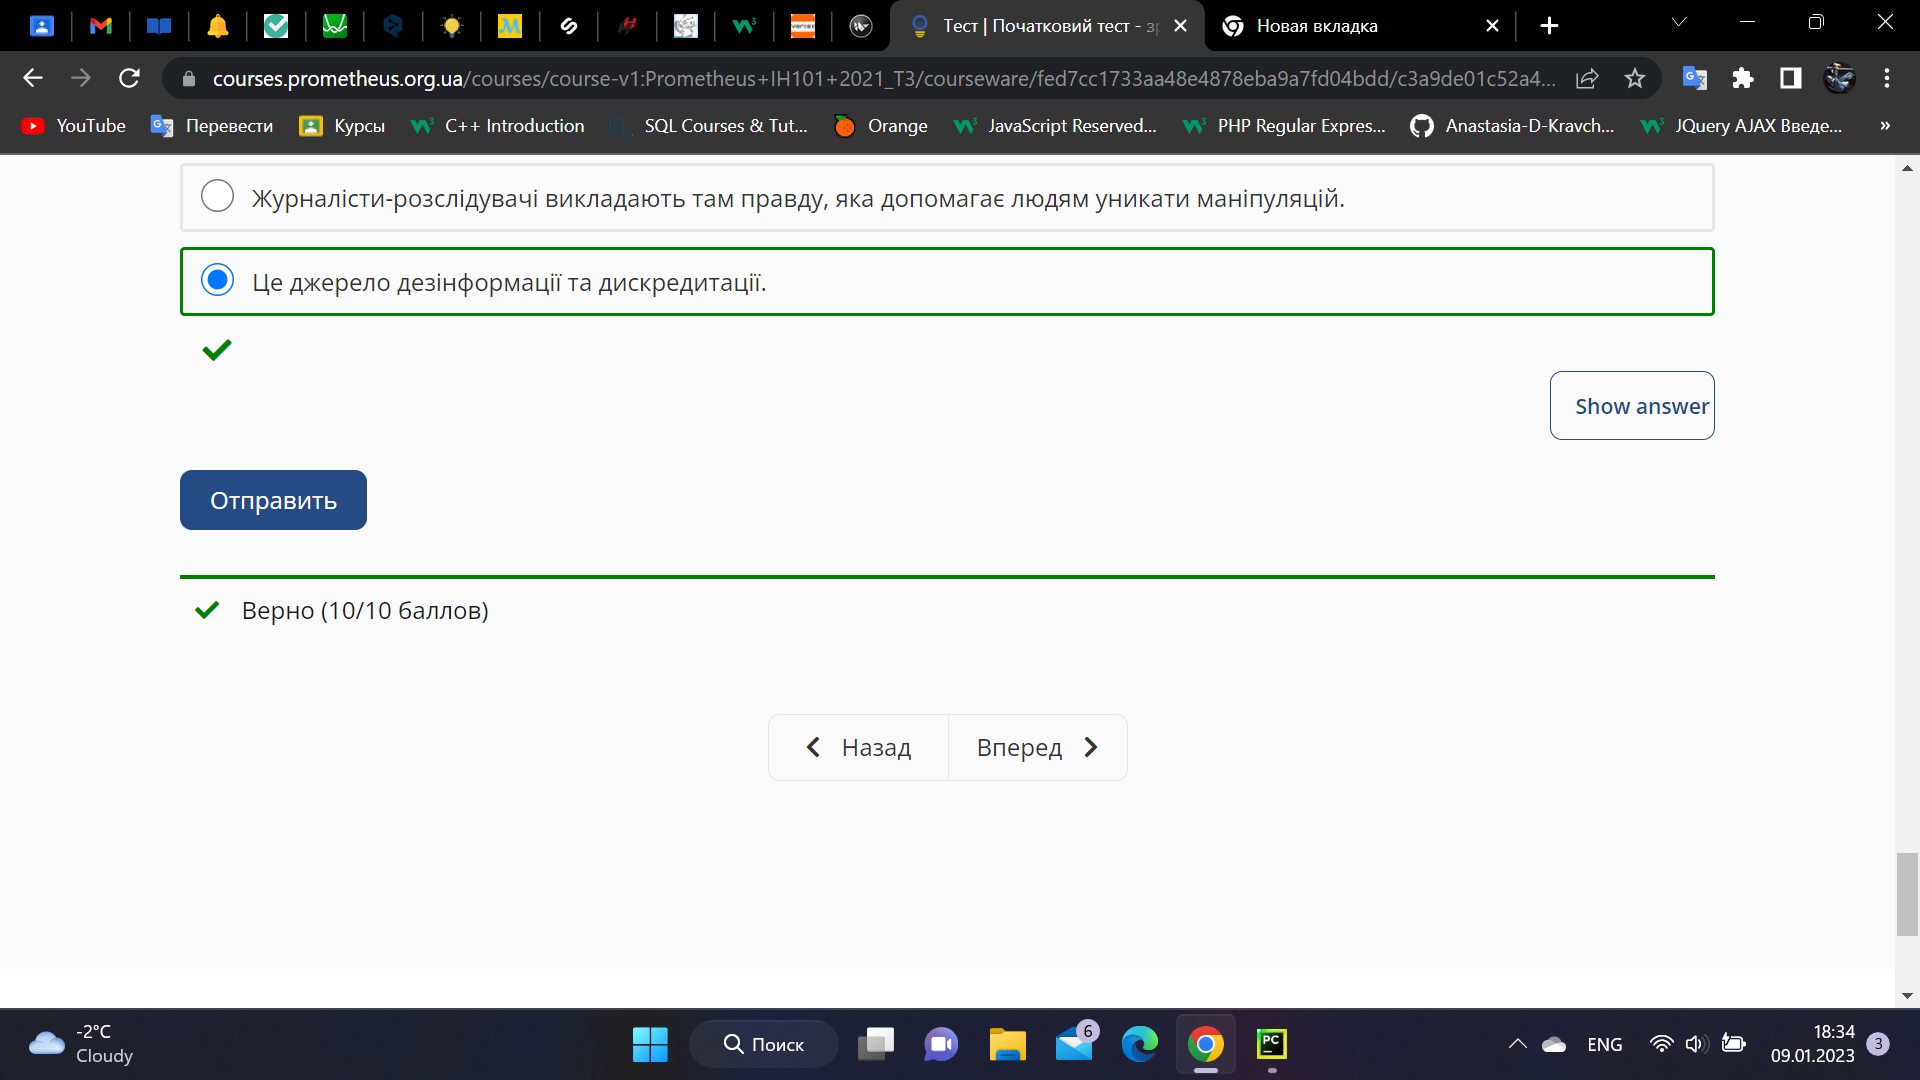 Тест | Початковий тест - з
Новая вкладка
courses.prometheus.org.ua/courses/course-v1:Prometheus+IH101+2021_T3/courseware/fed7cc1733aa48e4878eba9a7fd04bdd/c3a9de01c52a4...
YouTube
Перевести
Курсы
C++ Introduction
SQL Courses & Tut...
Orange
JavaScript Reserved...
PHP Regular Expres...
Anastasia-D-Kravch...
JQuery AJAX Введе...
»
Журналісти-розслідувачі викладають там правду, яка допомагає людям уникати маніпуляцій.
Це джерело дезінформації та дискредитації.
Show answer
Отправить
Верно (10/10 баллов)
Назад
Вперед
-2°C
Cloudy
Поиск
6
PC
ENG
18:34
09.01.2023
3